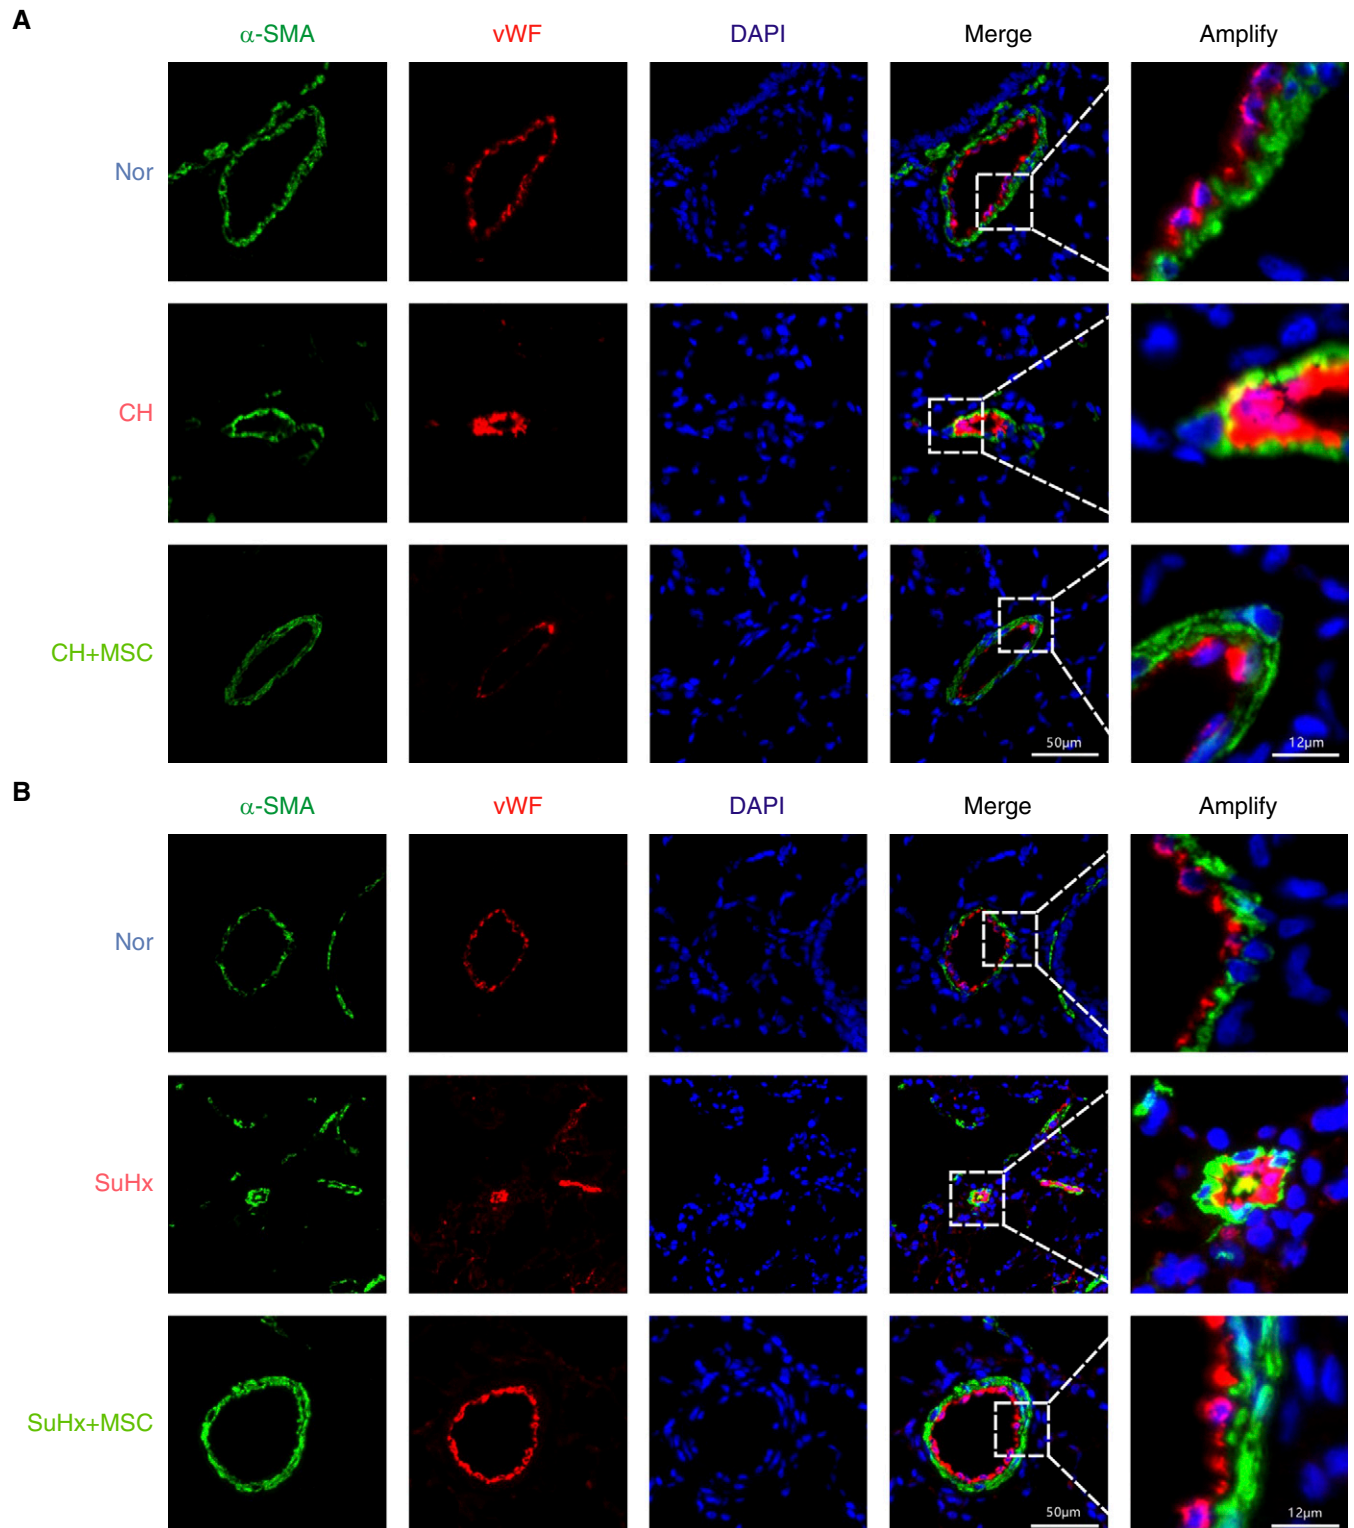 A
α-SMA vWF DAPI Merge Amplify
Nor
CH
CH+MSC
50μm 12μm
B
α-SMA vWF DAPI Merge Amplify
Nor
SuHx
SuHx+MSC
50μm 12μm